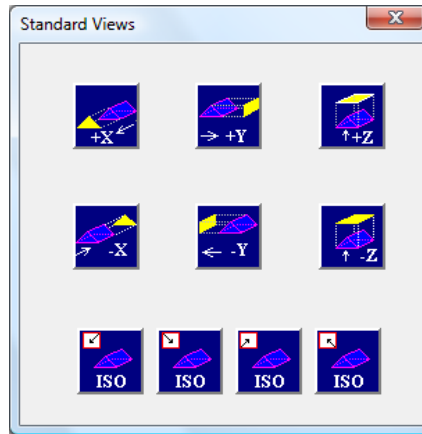 Standard Views
+X → +Y ↑+Z
-X ← -Y ↑ -Z
ISO ISO ISO ISO